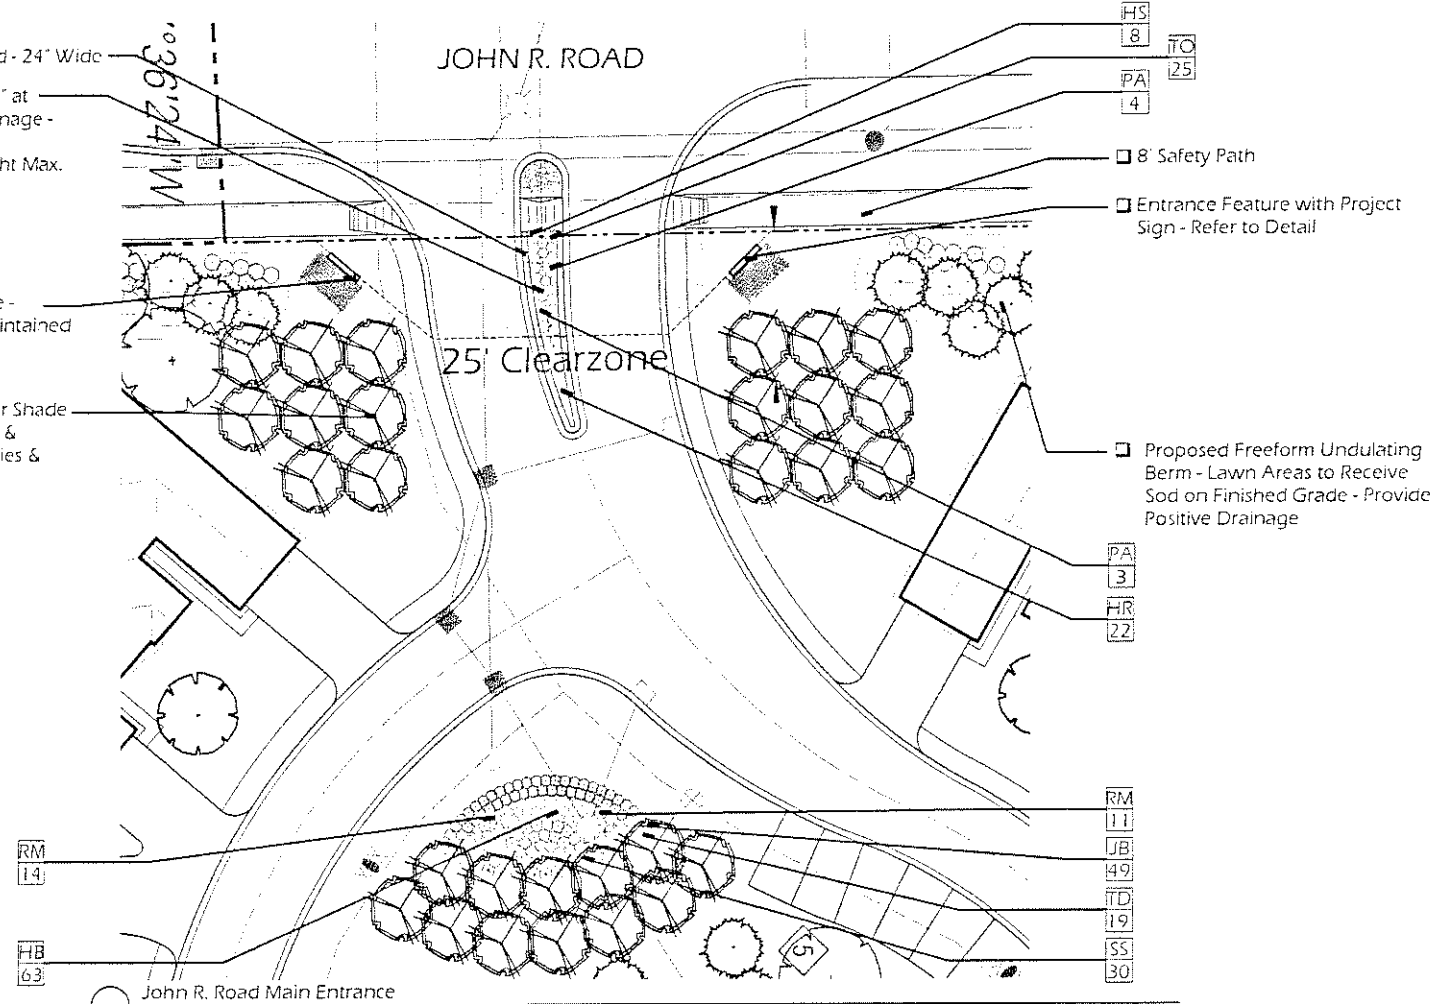 JOHN R. ROAD
d - 24" Wide
" at
nage -
ht Max.
°36'24"W
HS
8
TO
25
PA
4
8' Safety Path
Entrance Feature with Project
Sign - Refer to Detail
e -
intained
25' Clearzone
r Shade
&
ies &
Proposed Freeform Undulating
Berm - Lawn Areas to Receive
Sod on Finished Grade - Provide
Positive Drainage
PA
3
HR
22
RM
11
JB
49
TD
19
SS
30
RM
14
HB
63
75
John R. Road Main Entrance